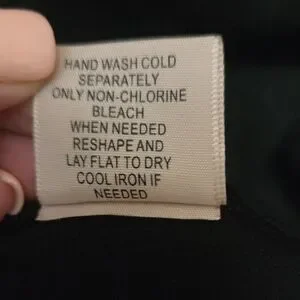 HAND WASH COLD
SEPARATELY
ONLY NON-CHLORINE
BLEACH
WHEN NEEDED
RESHAPE AND
LAY FLAT TO DRY
COOL IRON IF
NEEDED